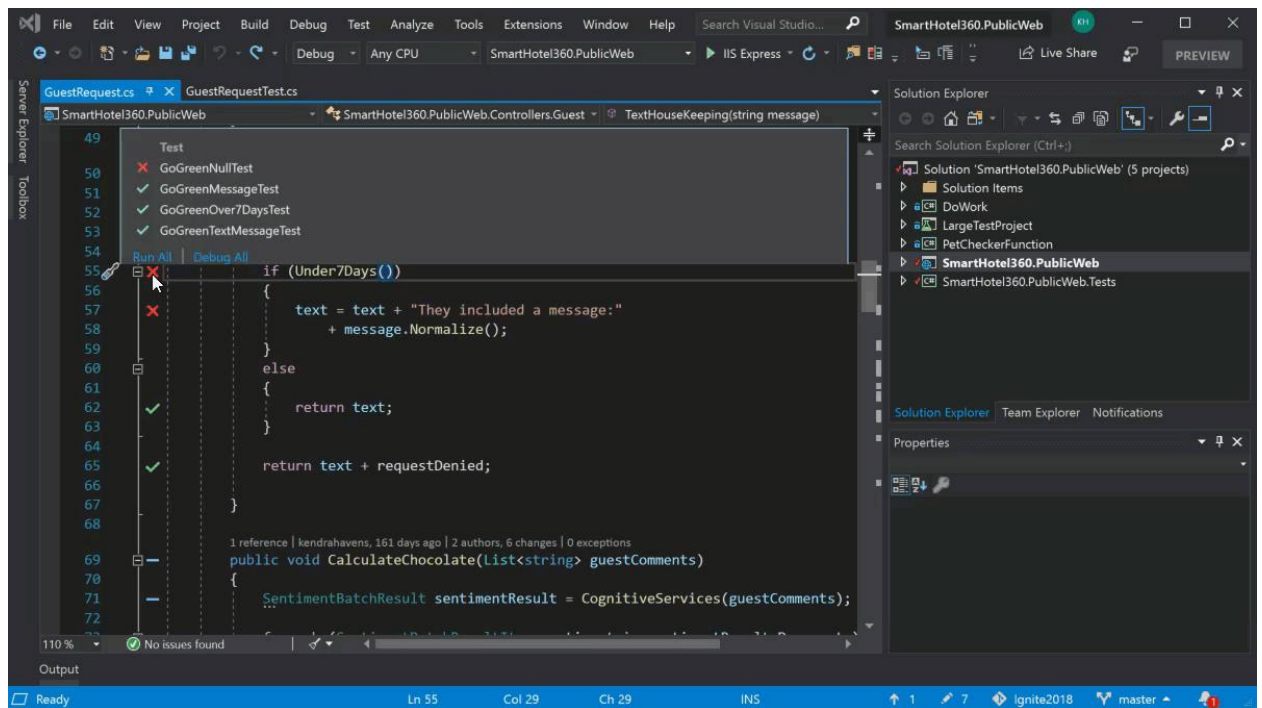 File Edit View Project Build Debug Test Analyze Tools Extensions Window Help Search Visual Studio... SmartHotel360.PublicWeb KH
Debug Any CPU SmartHotel360.PublicWeb IIS Express Live Share PREVIEW
Server Explorer
Toolbox
GuestRequest.cs GuestRequestTest.cs
SmartHotel360.PublicWeb SmartHotel360.PublicWeb.Controllers.Guest TextHouseKeeping(string message)
49
Test
50 GoGreenNullTest
51 GoGreenMessageTest
52 GoGreenOver7DaysTest
53 GoGreenTextMessageTest
54 Run All | Debug All
55 if (Under7Days())
56 {
57 text = text + "They included a message:"
58 + message.Normalize();
59 }
60 else
61 {
62 return text;
63 }
64
65 return text + requestDenied;
66
67 }
68
1 reference | kendrahavens, 161 days ago | 2 authors, 6 changes | 0 exceptions
69 public void CalculateChocolate(List<string> guestComments)
70 {
71 SentimentBatchResult sentimentResult = CognitiveServices(guestComments);
72
110 % No issues found
Solution Explorer
Search Solution Explorer (Ctrl+;)
Solution 'SmartHotel360.PublicWeb' (5 projects)
Solution Items
DoWork
LargeTestProject
PetCheckerFunction
SmartHotel360.PublicWeb
SmartHotel360.PublicWeb.Tests
Solution Explorer Team Explorer Notifications
Properties
Output
Ready Ln 55 Col 29 Ch 29 INS 1 7 Ignite2018 master 1